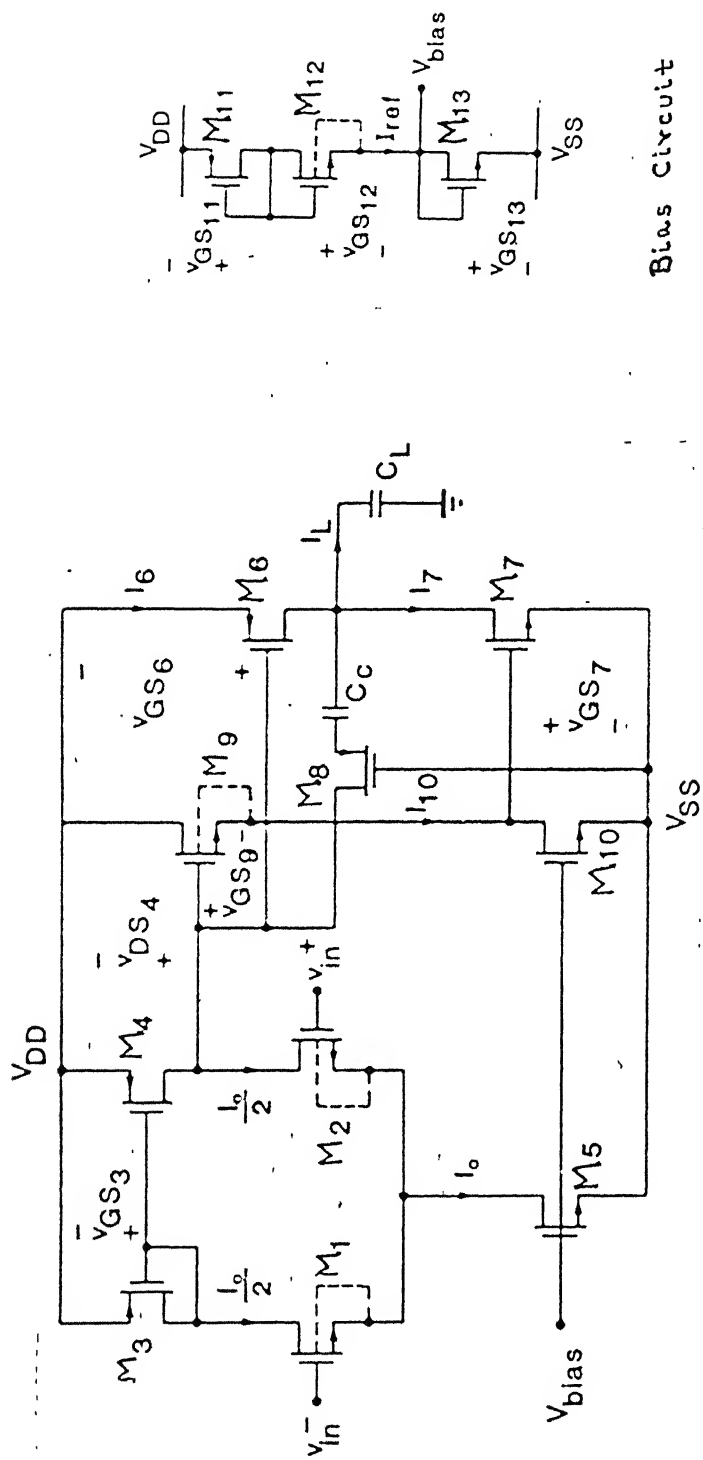 V_DD
M_3
- V_GS3 +
M_4
- V_DS4 +
- V_GS6 +
I_6
M_6
M_9
+ V_GS9 -
I_o/2
I_o/2
M_8
C_C
I_L
C_L
v_in^-
M_1
M_2
v_in^+
I_10
I_7
M_7
+ V_GS7 -
I_o
M_5
M_10
V_bias
V_SS
V_DD
- V_GS11 +
M_11
+ V_GS12 -
M_12
I_ref
V_bias
+ V_GS13 -
M_13
V_SS
Bias Circuit